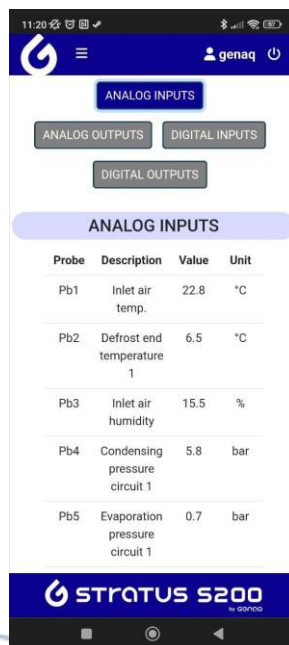 11:20
57
genaq
ANALOG INPUTS
ANALOG OUTPUTS DIGITAL INPUTS
DIGITAL OUTPUTS
ANALOG INPUTS
Probe Description Value Unit
Pb1 Inlet air temp. 22.8 °C
Pb2 Defrost end temperature 1 6.5 °C
Pb3 Inlet air humidity 15.5 %
Pb4 Condensing pressure circuit 1 5.8 bar
Pb5 Evaporation pressure circuit 1 0.7 bar
STRATUS S200
by GENAQ